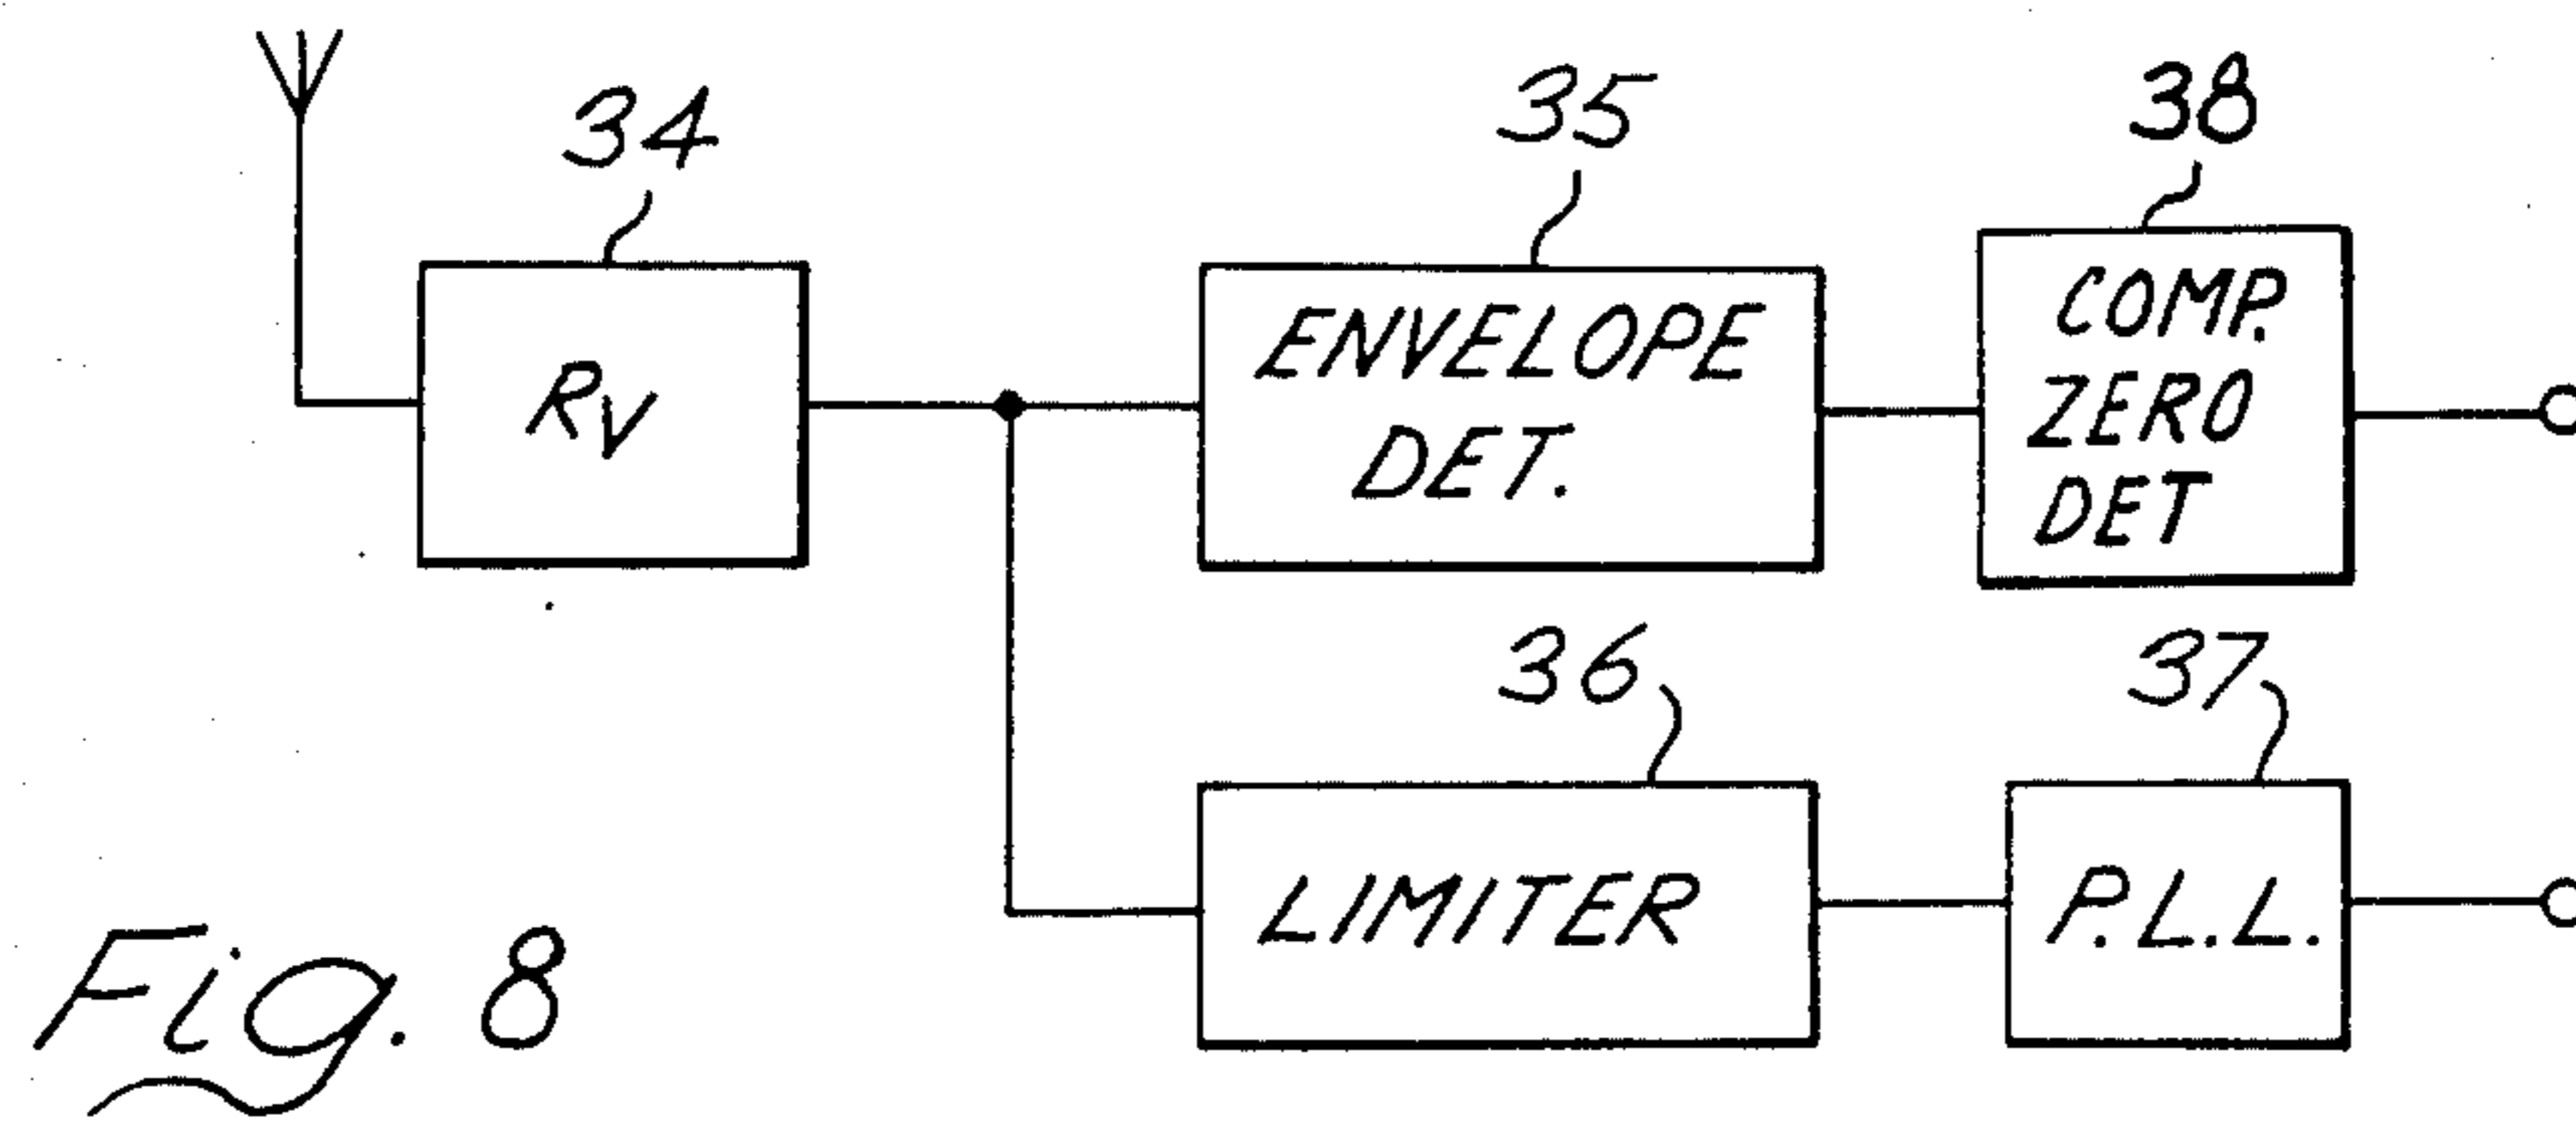 34
35
38
RV
ENVELOPE
DET.
COMP.
ZERO
DET
36
37
LIMITER
P.L.L.
Fig. 8